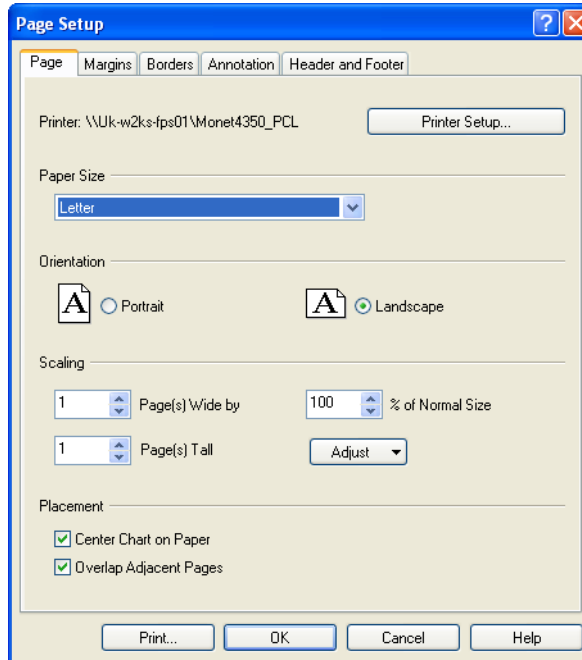 Page Setup
Page Margins Borders Annotation Header and Footer
Printer: \\Uk-w2ks-fps01\Monet4350_PCL Printer Setup...
Paper Size
Letter
Orientation
A Portrait A Landscape
Scaling
1 Page(s) Wide by 100 % of Normal Size
1 Page(s) Tall Adjust
Placement
Center Chart on Paper
Overlap Adjacent Pages
Print... OK Cancel Help